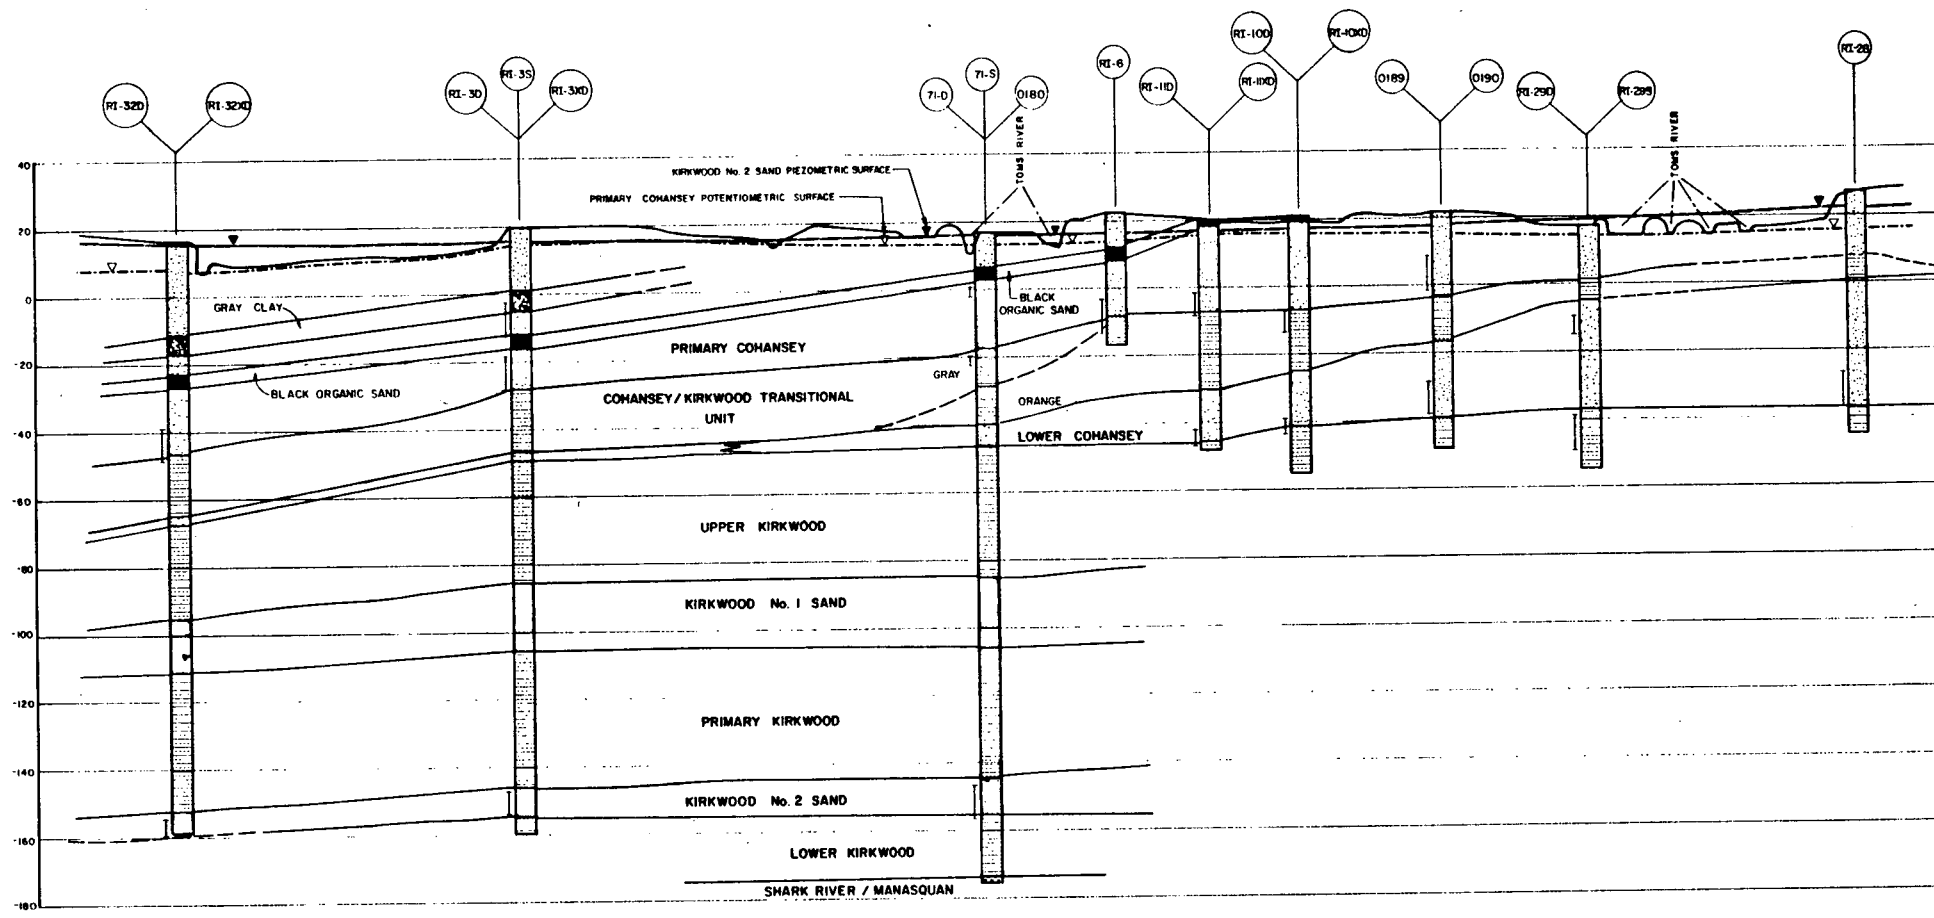 RI-32D
RI-32XD
RI-3D
RI-3S
RI-3XD
71-D
71-S
0180
RI-6
RI-11D
RI-11XD
RI-10D
RI-10XD
0189
0190
RI-29D
RI-29S
RI-28
TOMS RIVER
TOMS RIVER
KIRKWOOD No. 2 SAND PIEZOMETRIC SURFACE
PRIMARY COHANSEY POTENTIOMETRIC SURFACE
40
20
0
-20
-40
-60
-80
-100
-120
-140
-160
-180
GRAY CLAY
BLACK
ORGANIC SAND
PRIMARY COHANSEY
GRAY
BLACK ORGANIC SAND
COHANSEY/KIRKWOOD TRANSITIONAL
UNIT
ORANGE
LOWER COHANSEY
UPPER KIRKWOOD
KIRKWOOD No. 1 SAND
PRIMARY KIRKWOOD
KIRKWOOD No. 2 SAND
LOWER KIRKWOOD
SHARK RIVER / MANASQUAN